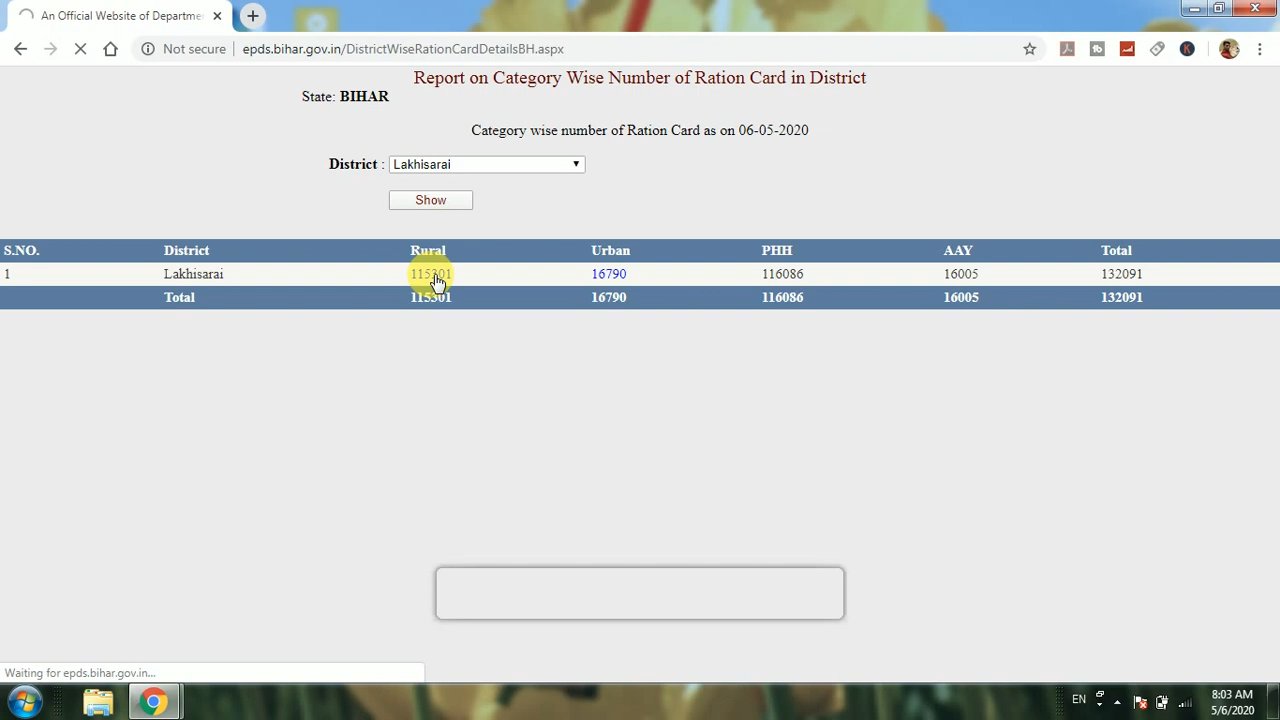 An Official Website of Departme
Not secure
epds.bihar.gov.in/DistrictWiseRationCardDetailsBH.aspx
Report on Category Wise Number of Ration Card in District
State: BIHAR
Category wise number of Ration Card as on 06-05-2020
District : Lakhisarai
Show
S.NO. District Rural Urban PHH AAY Total
1 Lakhisarai 115301 16790 116086 16005 132091
Total 115301 16790 116086 16005 132091
Waiting for epds.bihar.gov.in...
EN
8:03 AM
5/6/2020